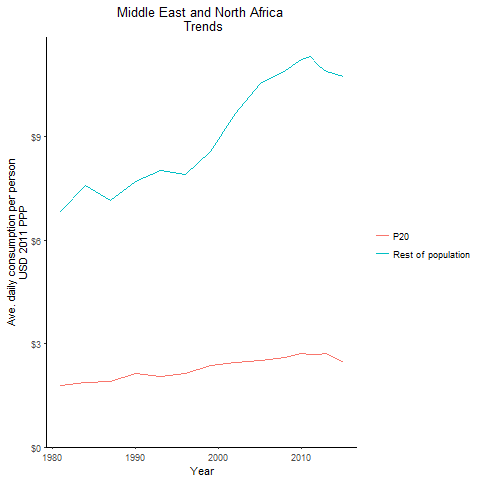 Middle East and North Africa
Trends
Ave. daily consumption per person
USD 2011 PPP
$9
$6
$3
$0
1980
1990
2000
2010
Year
P20
Rest of population